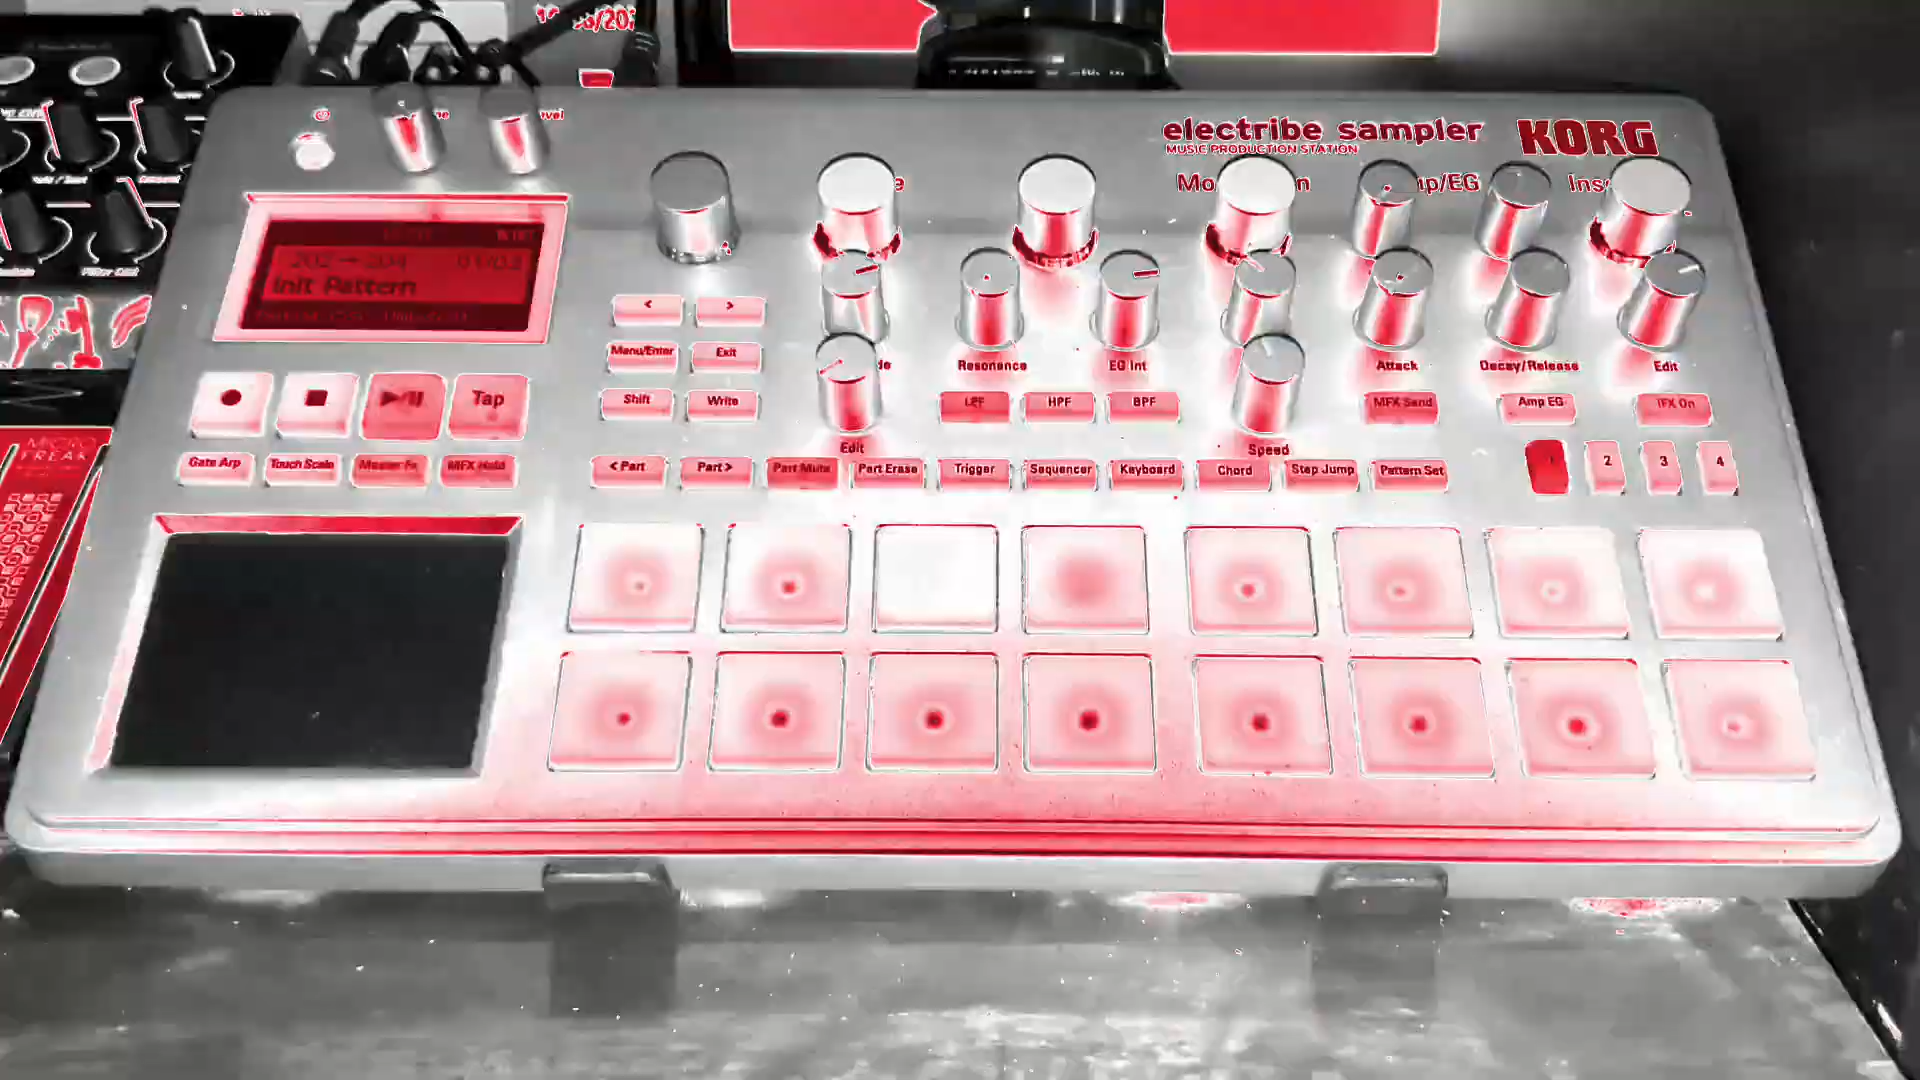 electribe sampler
KORG
MUSIC PRODUCTION STATION
Init Pattern
< >
Menu/Enter Exit
Resonance EG Int Attack Decay/Release Edit
Tap
Shift Write
LPF HPF BPF MFX Send Amp EG IFX On
Edit Speed
Gate Arp Touch Scale Master Fx MFX Hold
< Part Part > Part Mute Part Erase Trigger Sequencer Keyboard Chord Step Jump Pattern Set
1 2 3 4
MICRO
FREAK